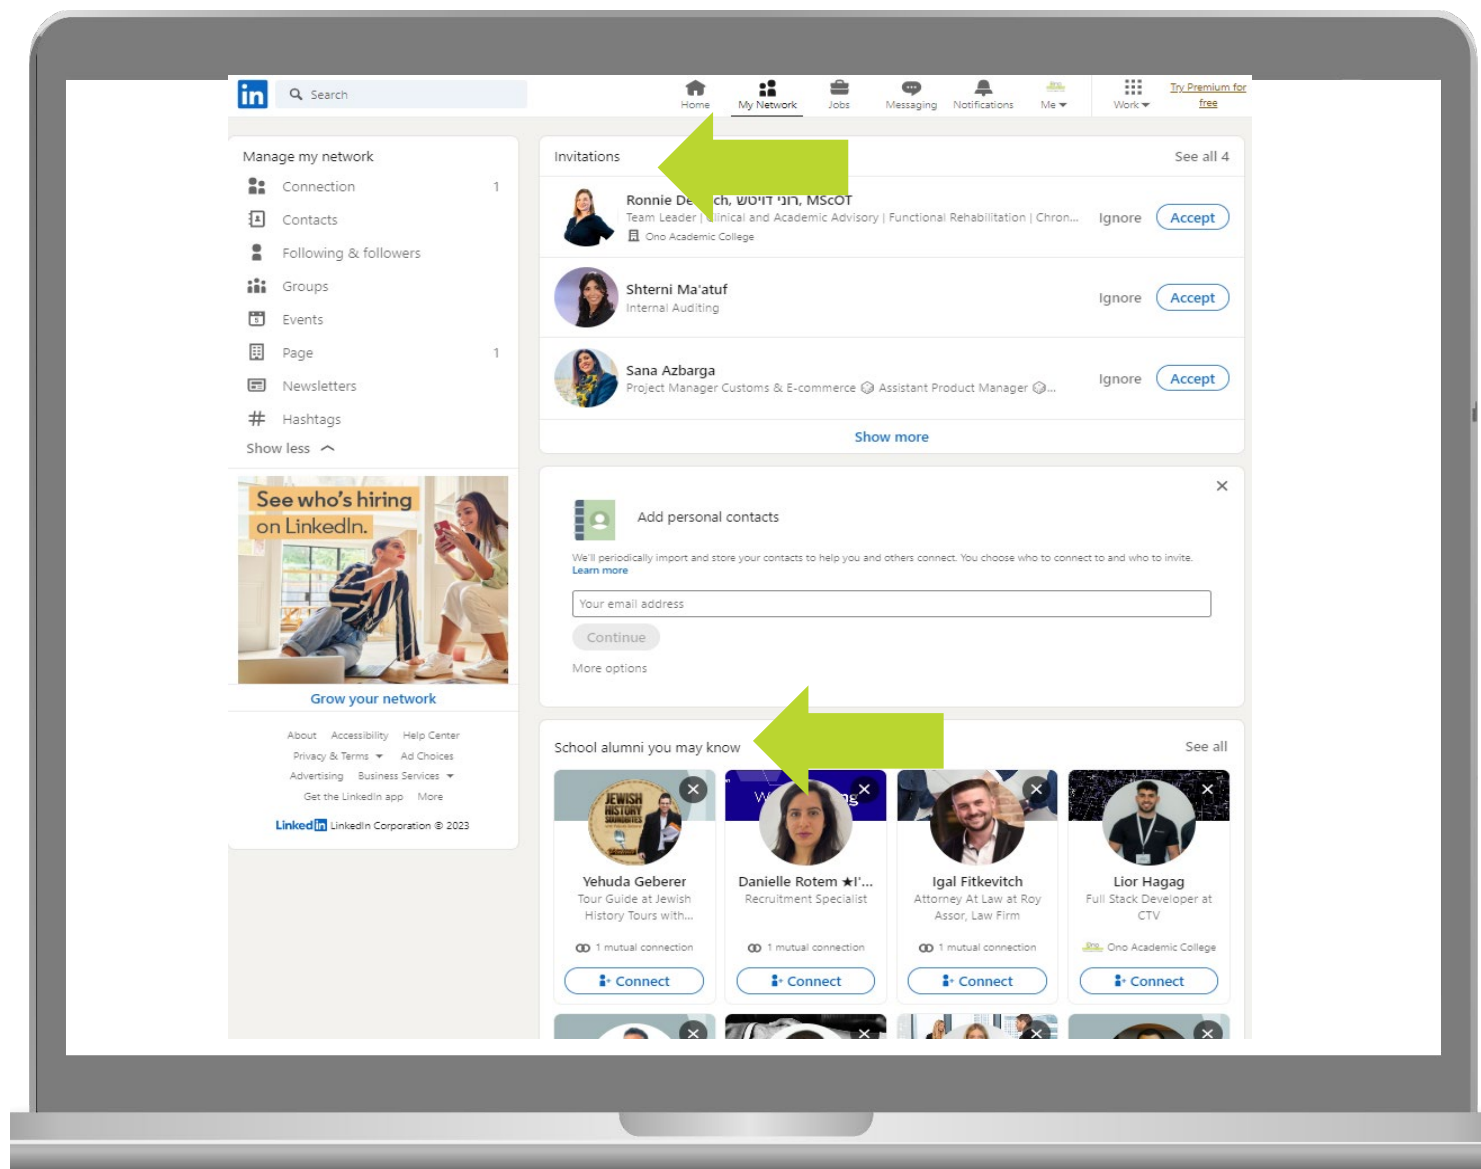 in
Search
Home
My Network
Jobs
Messaging
Notifications
Me
Work
Try Premium for
free
Manage my network
Connection 1
Contacts
Following & followers
Groups
Events
Page 1
Newsletters
Hashtags
Show less
See who's hiring
on LinkedIn.
Grow your network
About Accessibility Help Center
Privacy & Terms Ad Choices
Advertising Business Services
Get the LinkedIn app More
Linked in LinkedIn Corporation © 2023
Invitations
See all 4
Ronnie De ch, רוני דויטש, MScOT
Team Leader | Clinical and Academic Advisory | Functional Rehabilitation | Chron...
Ono Academic College
Ignore Accept
Shterni Ma'atuf
Internal Auditing
Ignore Accept
Sana Azbarga
Project Manager Customs & E-commerce Assistant Product Manager ...
Ignore Accept
Show more
Add personal contacts
We'll periodically import and store your contacts to help you and others connect. You choose who to connect to and who to invite.
Learn more
Your email address
Continue
More options
School alumni you may know
See all
JEWISH
HISTORY
SOUNDBITES
Yehuda Geberer
Tour Guide at Jewish
History Tours with...
1 mutual connection
Connect
Danielle Rotem ★I'...
Recruitment Specialist
1 mutual connection
Connect
Igal Fitkevitch
Attorney At Law at Roy
Assor, Law Firm
1 mutual connection
Connect
Lior Hagag
Full Stack Developer at
CTV
Ono Academic College
Connect